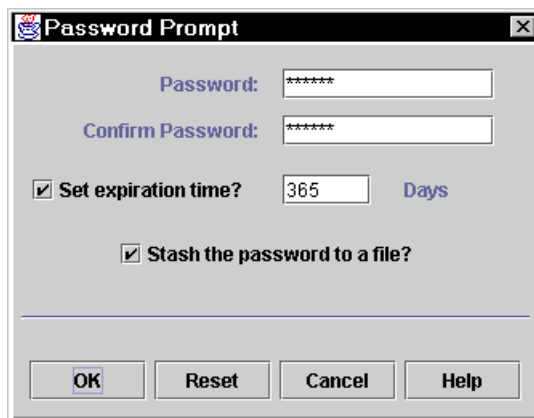 Password Prompt
Password: ******
Confirm Password: ******
Set expiration time? 365 Days
Stash the password to a file?
OK Reset Cancel Help